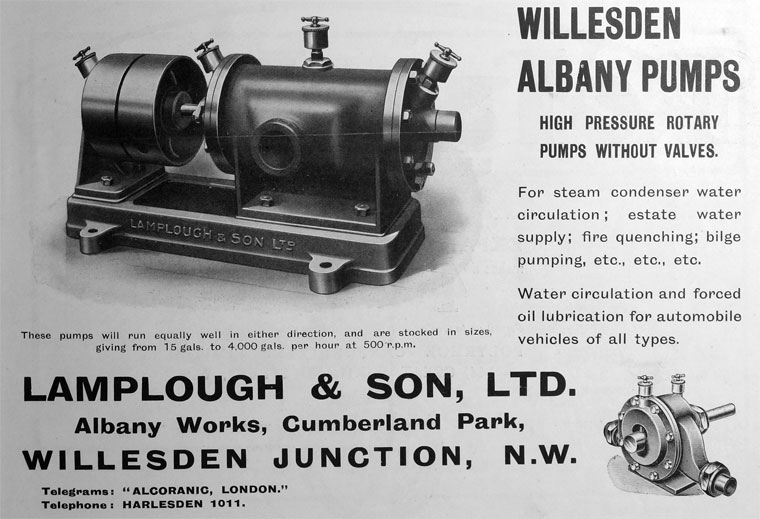 WILLESDEN
ALBANY PUMPS
HIGH PRESSURE ROTARY
PUMPS WITHOUT VALVES.
For steam condenser water
circulation; estate water
supply; fire quenching; bilge
pumping, etc., etc., etc.
Water circulation and forced
oil lubrication for automobile
vehicles of all types.
LAMPLOUGH & SON LTD
These pumps will run equally well in either direction, and are stocked in sizes,
giving from 15 gals. to 4,000 gals. per hour at 500 r.p.m.
LAMPLOUGH & SON, LTD.
Albany Works, Cumberland Park,
WILLESDEN JUNCTION, N.W.
Telegrams: "ALCORANIC, LONDON."
Telephone: HARLESDEN 1011.